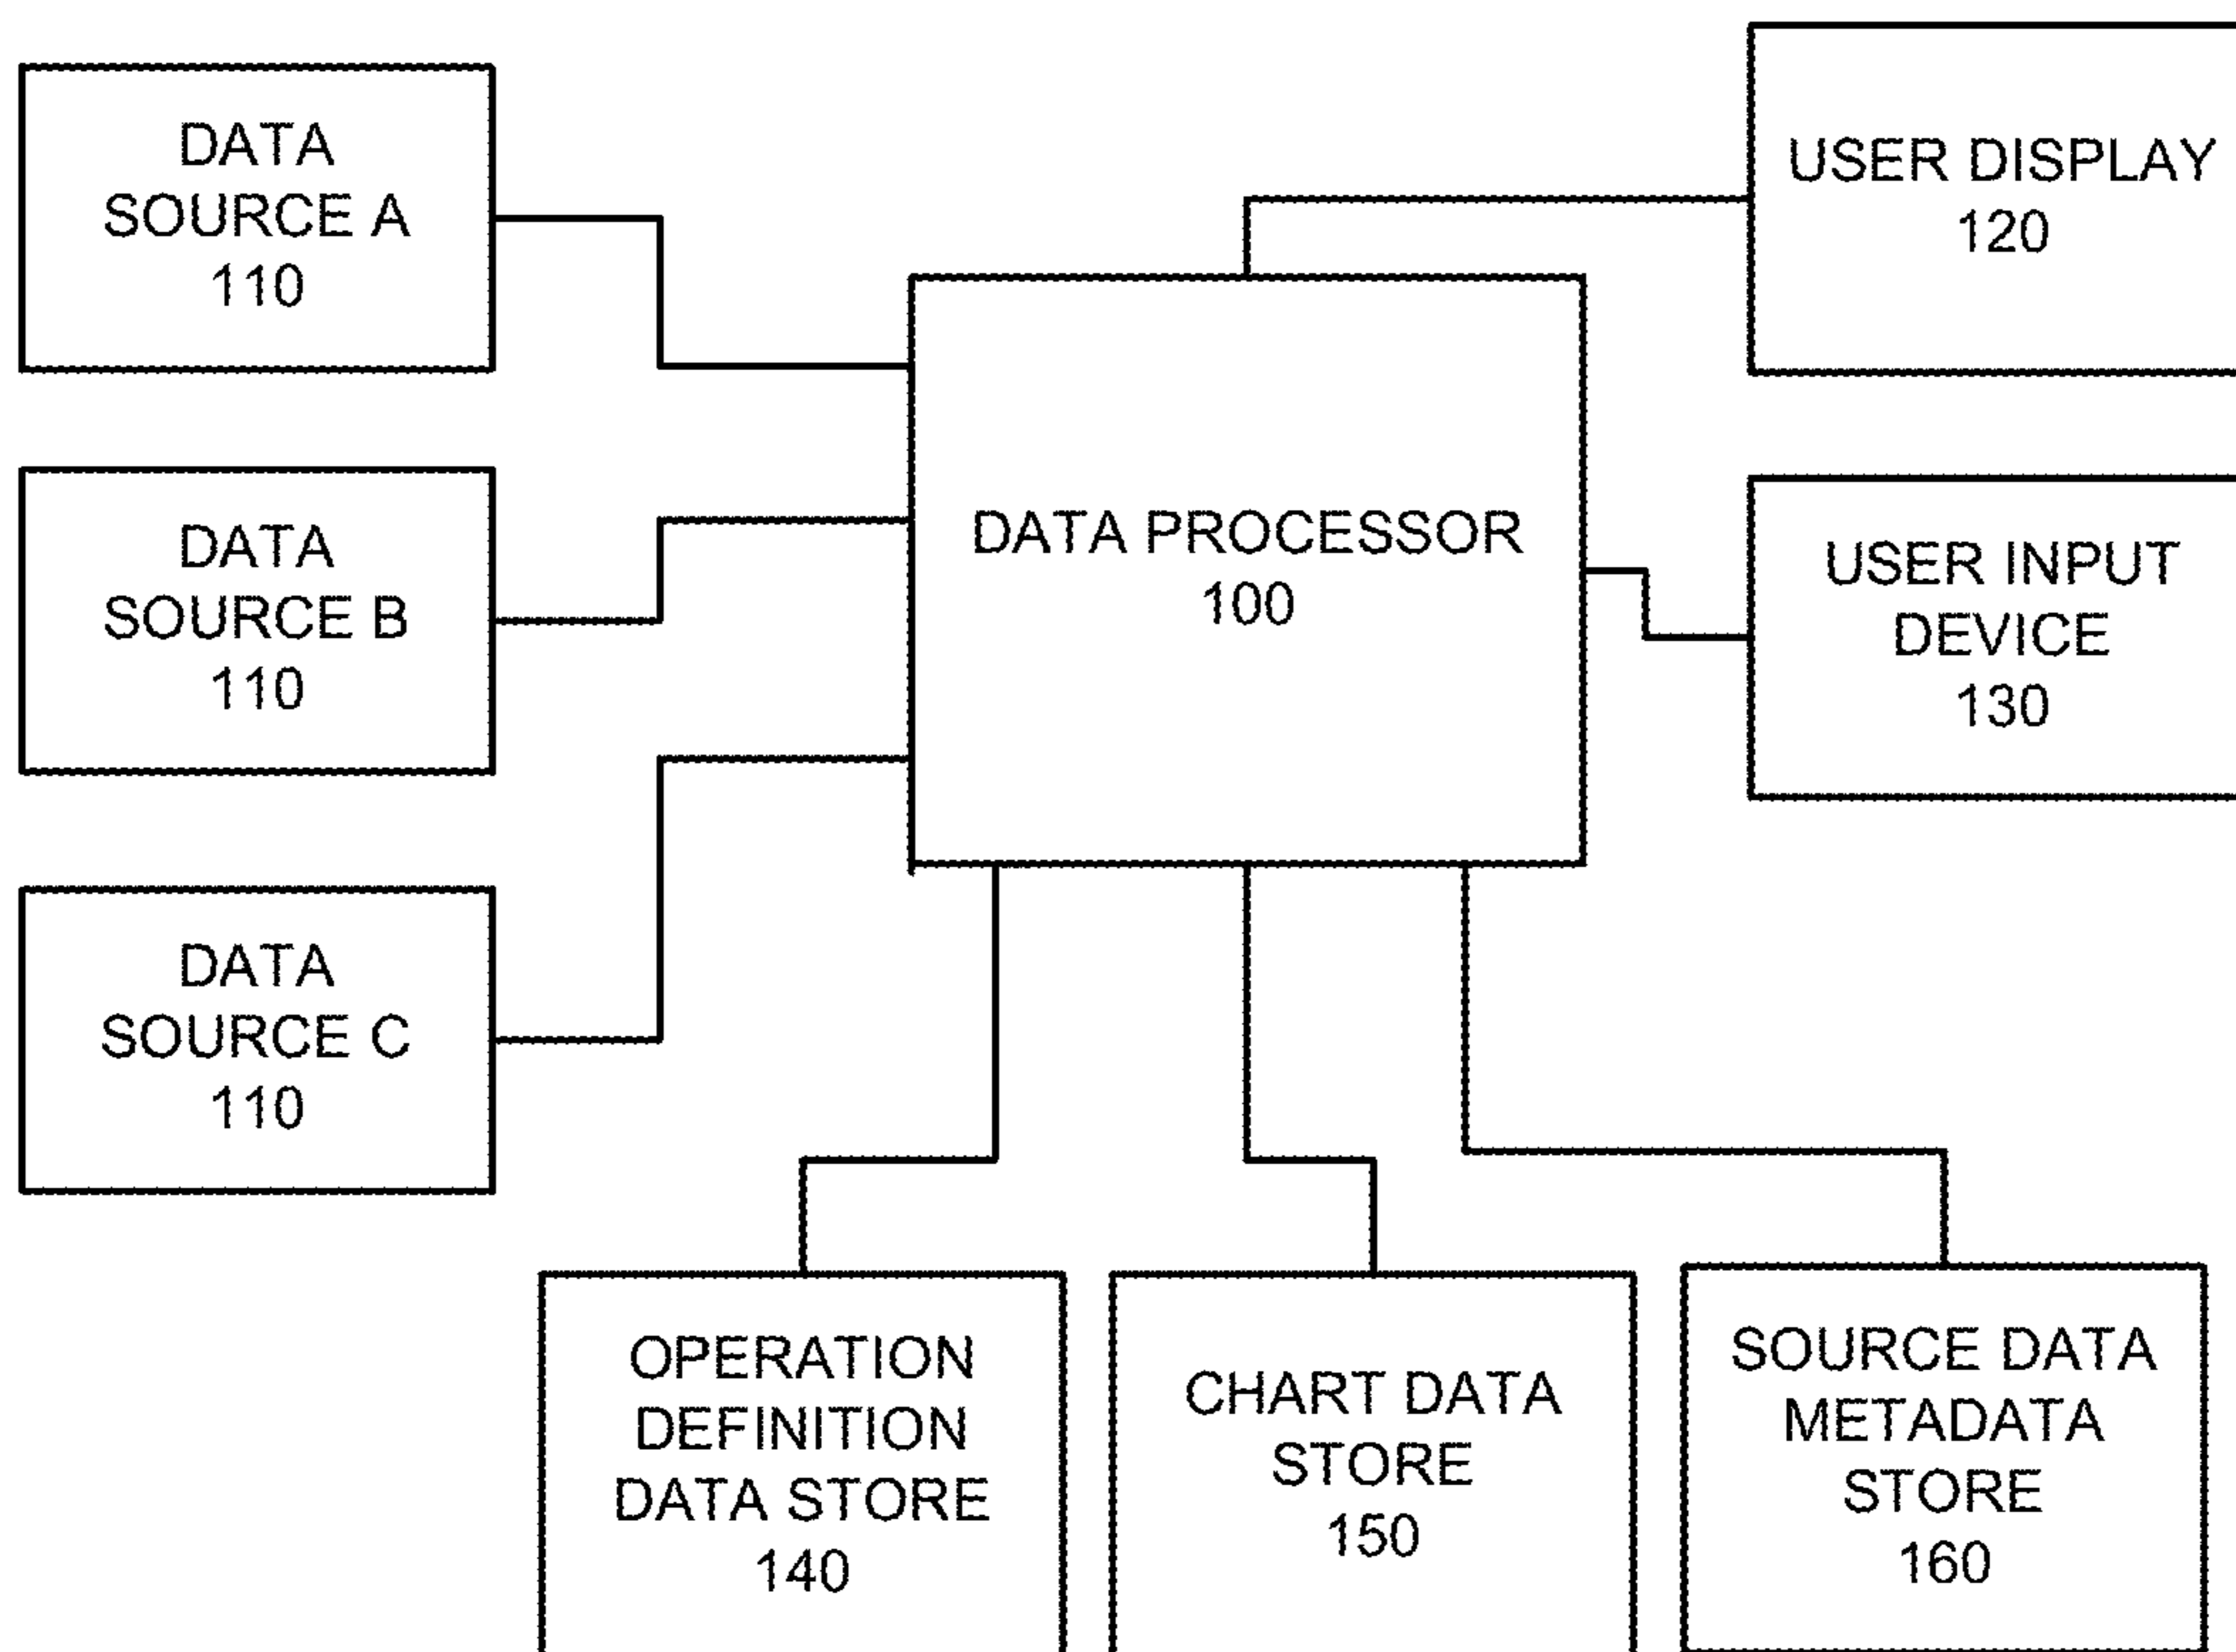 DATA
SOURCE A
110
USER DISPLAY
120
DATA PROCESSOR
100
DATA
SOURCE B
110
USER INPUT
DEVICE
130
DATA
SOURCE C
110
OPERATION
DEFINITION
DATA STORE
140
CHART DATA
STORE
150
SOURCE DATA
METADATA
STORE
160